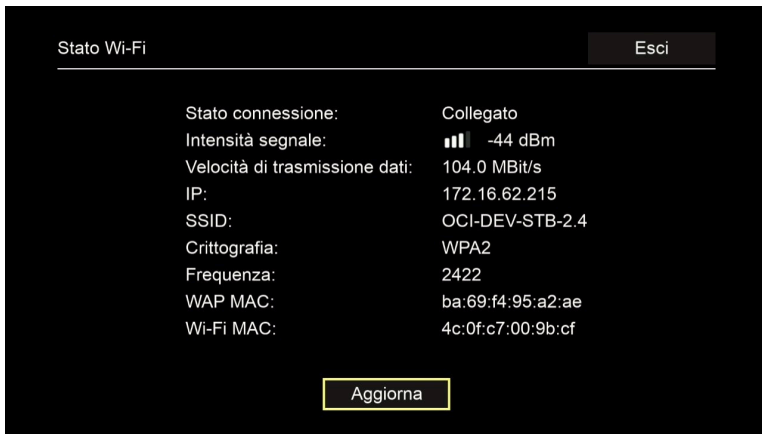 Stato Wi-Fi
Esci
Stato connessione: Collegato
Intensità segnale: -44 dBm
Velocità di trasmissione dati: 104.0 MBit/s
IP: 172.16.62.215
SSID: OCI-DEV-STB-2.4
Crittografia: WPA2
Frequenza: 2422
WAP MAC: ba:69:f4:95:a2:ae
Wi-Fi MAC: 4c:0f:c7:00:9b:cf
Aggiorna